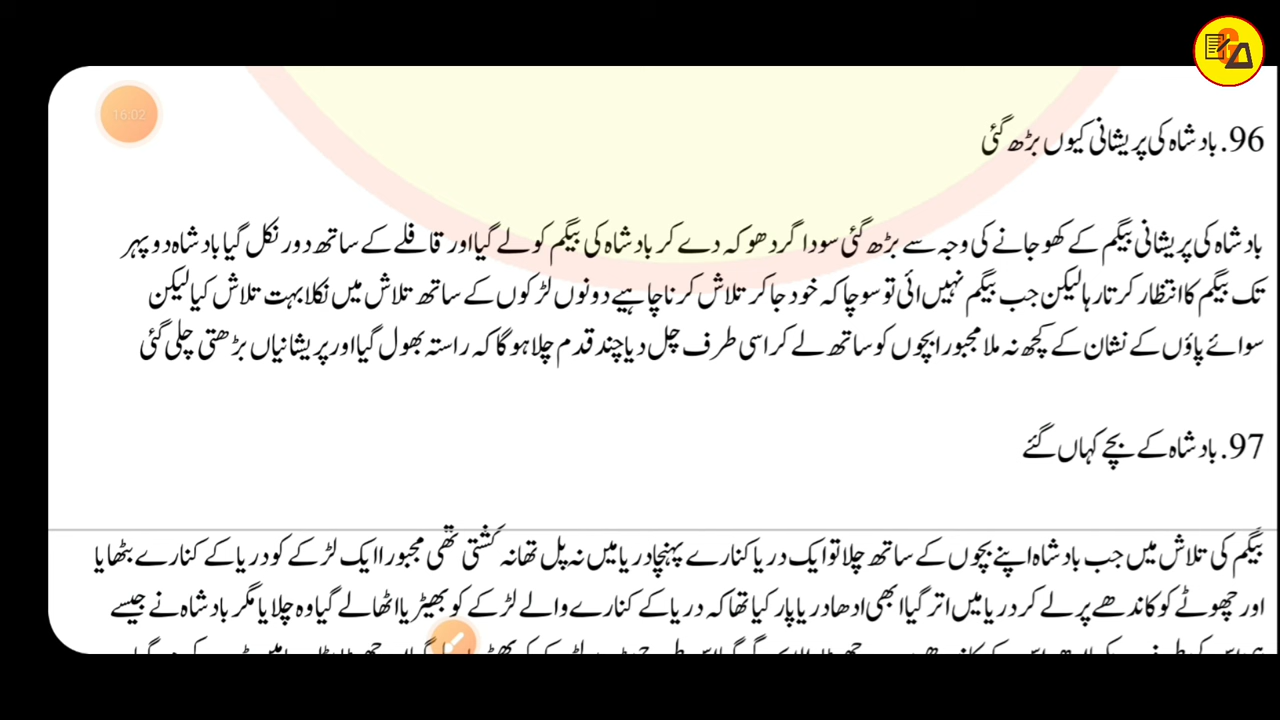 16:02
96. بادشاہ کی پریشانی کیوں بڑھ گئی
بادشاہ کی پریشانی بیگم کے کھو جانے کی وجہ سے بڑھ گئی سوداگر دھوکہ دے کر بادشاہ کی بیگم کو لے گیا اور قافلے کے ساتھ دور نکل گیا بادشاہ دوپہر
تک بیگم کا انتظار کرتا رہا لیکن جب بیگم نہیں ائی تو سوچا کہ خود جا کر تلاش کرنا چاہیے دونوں لڑکوں کے ساتھ تلاش میں نکلا بہت تلاش کیا لیکن
سوائے پاؤں کے نشان کے کچھ نہ ملا مجبورا بچوں کو ساتھ لے کر اسی طرف چل دیا چند قدم چلا ہوگا کہ راستہ بھول گیا اور پریشانیاں بڑھتی چلی گئی
97. بادشاہ کے بچے کہاں گئے
بیگم کی تلاش میں جب بادشاہ اپنے بچوں کے ساتھ چلا تو ایک دریا کنارے پہنچا دریا میں نہ پل تھا نہ کشتی تھی مجبورا ایک لڑکے کو دریا کے کنارے بٹھایا
اور چھوٹے کو کاندھے پر لے کر دریا میں اتر گیا ابھی ادھا دریا پار کیا تھا کہ دریا کے کنارے والے لڑکے کو بھیڑیا اٹھا لے گیا وہ چلایا مگر بادشاہ نے جیسے